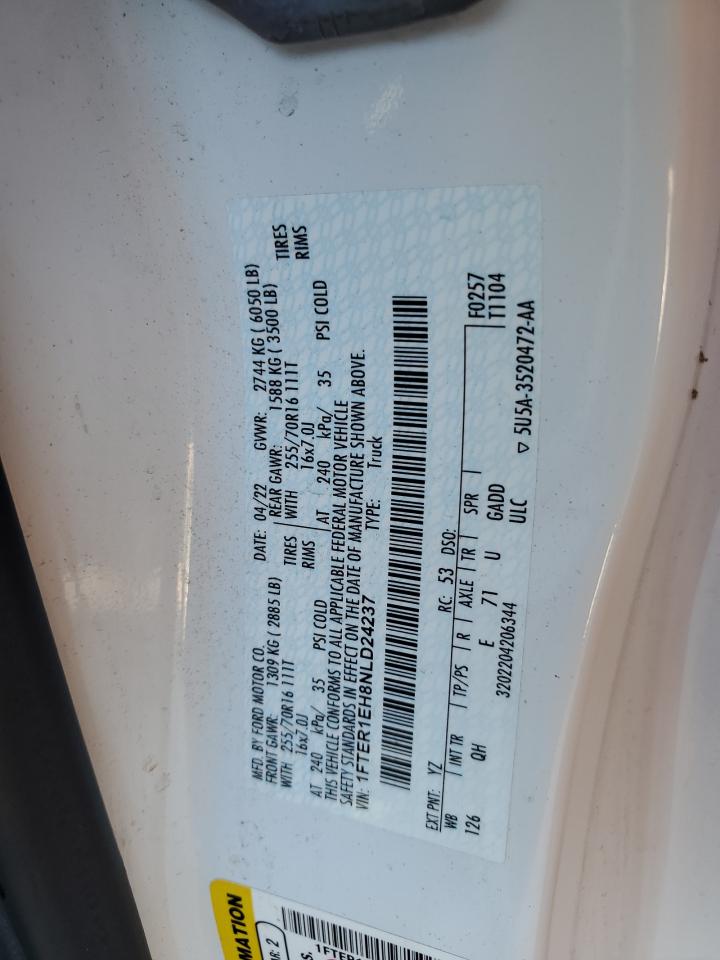 MFD. BY FORD MOTOR CO.
DATE: 04/22 GVWR: 2744 KG ( 6050 LB)
FRONT GAWR: 1309 KG ( 2885 LB)
REAR GAWR: 1588 KG ( 3500 LB)
WITH 255/70R16 111T TIRES
WITH 255/70R16 111T TIRES
16x7.0J RIMS
16x7.0J RIMS
AT 240 kPa/ 35 PSI COLD
AT 240 kPa/ 35 PSI COLD
THIS VEHICLE CONFORMS TO ALL APPLICABLE FEDERAL MOTOR VEHICLE
SAFETY STANDARDS IN EFFECT ON THE DATE OF MANUFACTURE SHOWN ABOVE.
VIN: 1FTER1EH8NLD24237 TYPE: Truck
EXT PNT: YZ RC: 53 DSO: F0257
WB INT TR TP/PS R AXLE TR SPR T1104
126 QH E 71 U GADD
3202204206344 ULC
5U5A-3520472-AA
MATION
2